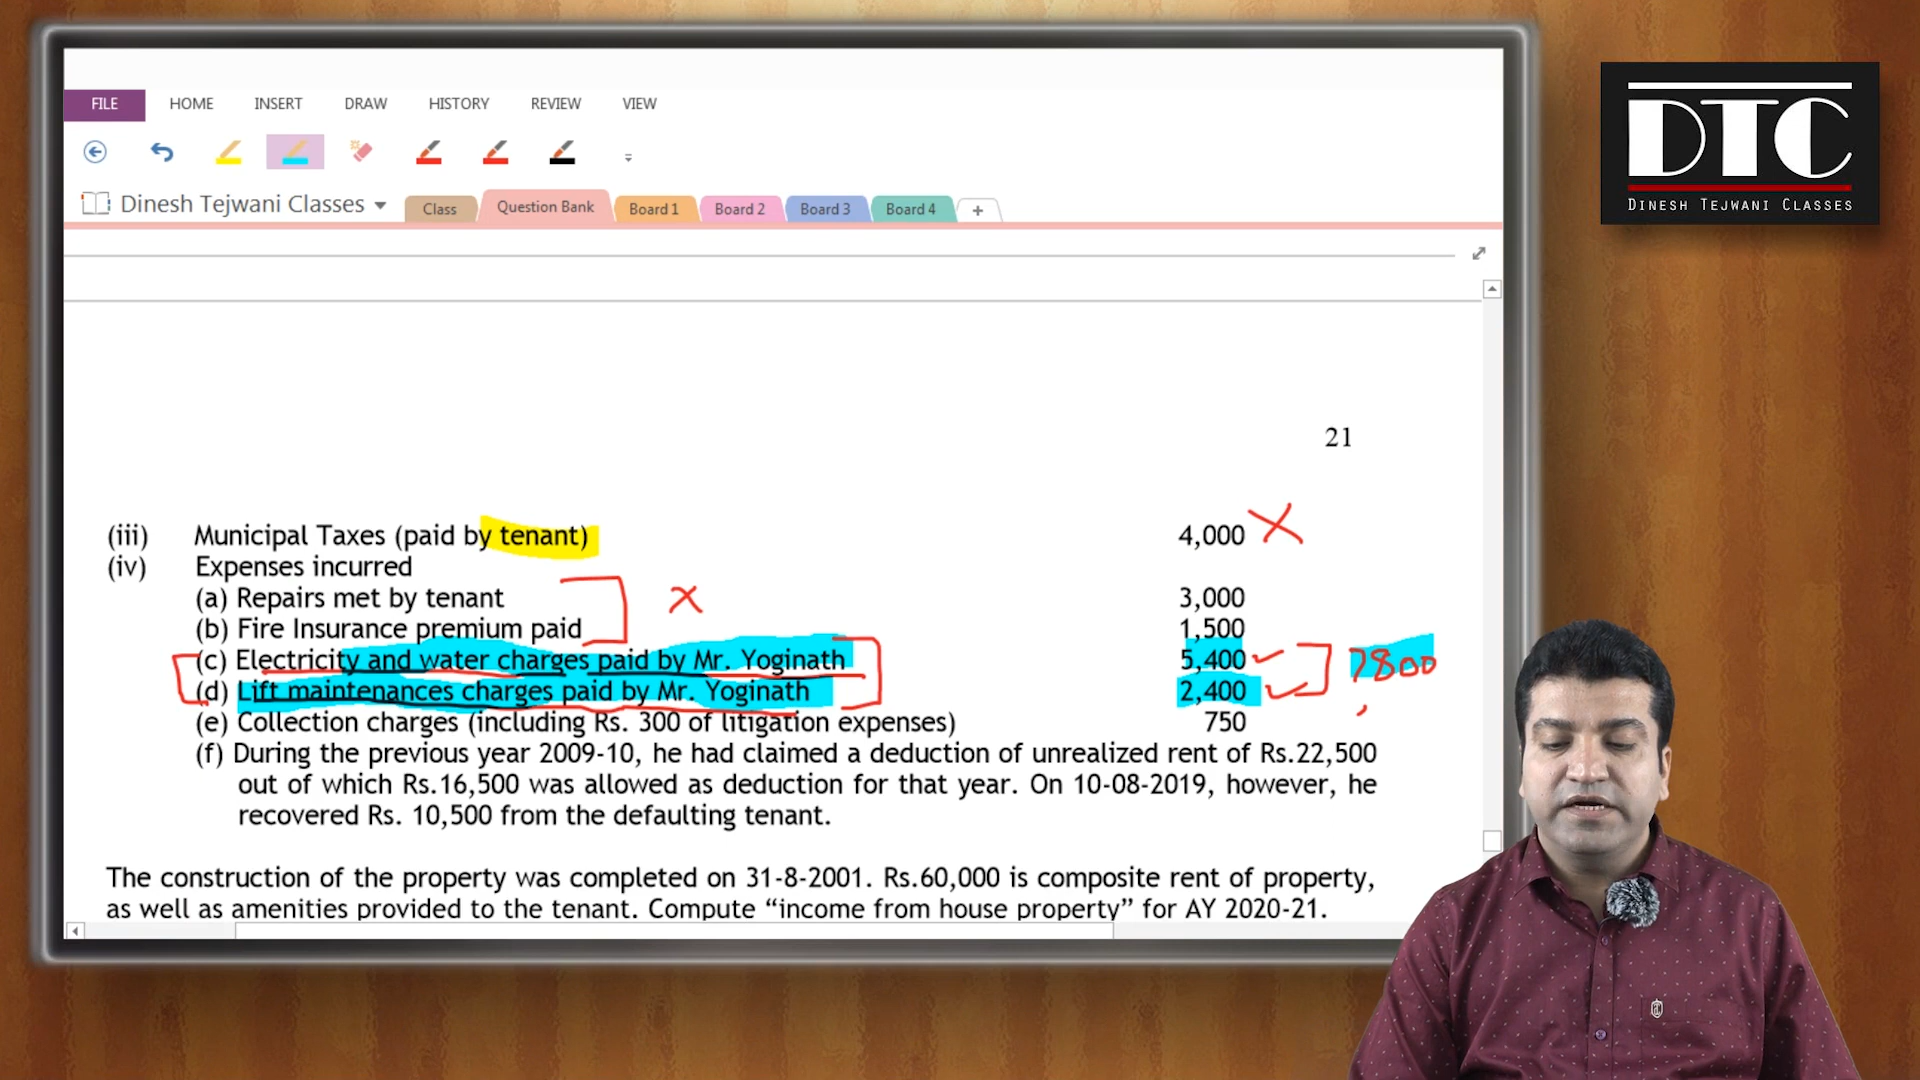 FILE HOME INSERT DRAW HISTORY REVIEW VIEW
Dinesh Tejwani Classes Class Question Bank Board 1 Board 2 Board 3 Board 4 +
DTC
DINESH TEJWANI CLASSES
21
(iii) Municipal Taxes (paid by tenant) 4,000 X
(iv) Expenses incurred
(a) Repairs met by tenant 3,000
x
(b) Fire Insurance premium paid 1,500
(c) Electricity and water charges paid by Mr. Yoginath 5,400
7800
(d) Lift maintenances charges paid by Mr. Yoginath 2,400
(e) Collection charges (including Rs. 300 of litigation expenses) 750
(f) During the previous year 2009-10, he had claimed a deduction of unrealized rent of Rs.22,500
out of which Rs.16,500 was allowed as deduction for that year. On 10-08-2019, however, he
recovered Rs. 10,500 from the defaulting tenant.
The construction of the property was completed on 31-8-2001. Rs.60,000 is composite rent of property,
as well as amenities provided to the tenant. Compute “income from house property” for AY 2020-21.